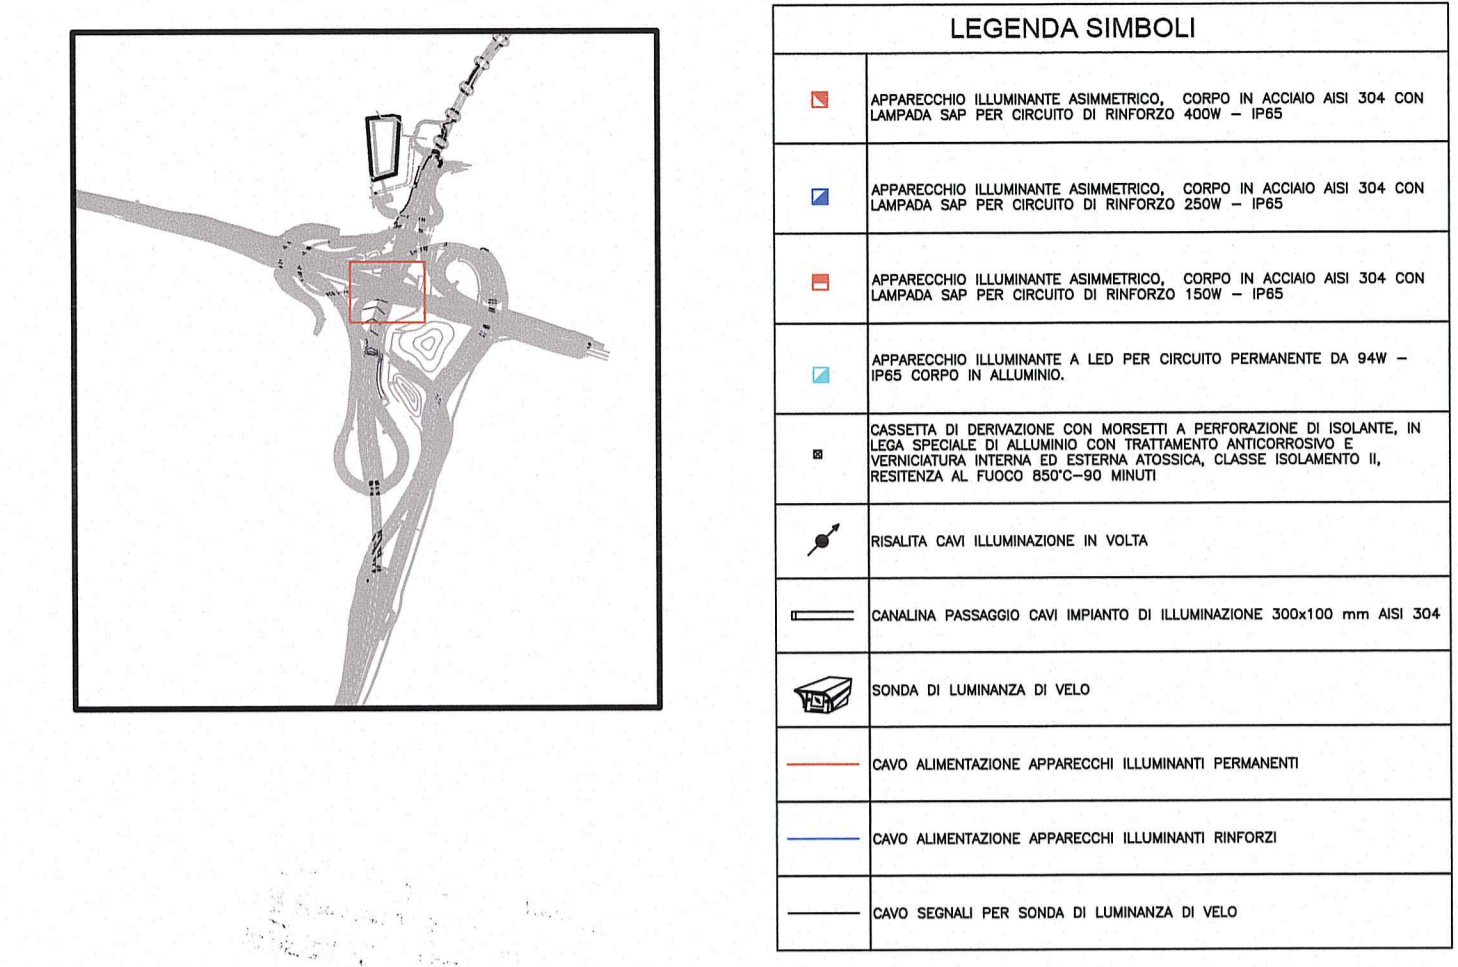 LEGENDA SIMBOLI
APPARECCHIO ILLUMINANTE ASIMMETRICO, CORPO IN ACCIAIO AISI 304 CON
LAMPADA SAP PER CIRCUITO DI RINFORZO 400W – IP65
APPARECCHIO ILLUMINANTE ASIMMETRICO, CORPO IN ACCIAIO AISI 304 CON
LAMPADA SAP PER CIRCUITO DI RINFORZO 250W – IP65
APPARECCHIO ILLUMINANTE ASIMMETRICO, CORPO IN ACCIAIO AISI 304 CON
LAMPADA SAP PER CIRCUITO DI RINFORZO 150W – IP65
APPARECCHIO ILLUMINANTE A LED PER CIRCUITO PERMANENTE DA 94W –
IP65 CORPO IN ALLUMINIO.
CASSETTA DI DERIVAZIONE CON MORSETTI A PERFORAZIONE DI ISOLANTE, IN
LEGA SPECIALE DI ALLUMINIO CON TRATTAMENTO ANTICORROSIVO E
VERNICIATURA INTERNA ED ESTERNA ATOSSICA, CLASSE ISOLAMENTO II,
RESITENZA AL FUOCO 850°C–90 MINUTI
RISALITA CAVI ILLUMINAZIONE IN VOLTA
CANALINA PASSAGGIO CAVI IMPIANTO DI ILLUMINAZIONE 300x100 mm AISI 304
SONDA DI LUMINANZA DI VELO
CAVO ALIMENTAZIONE APPARECCHI ILLUMINANTI PERMANENTI
CAVO ALIMENTAZIONE APPARECCHI ILLUMINANTI RINFORZI
CAVO SEGNALI PER SONDA DI LUMINANZA DI VELO